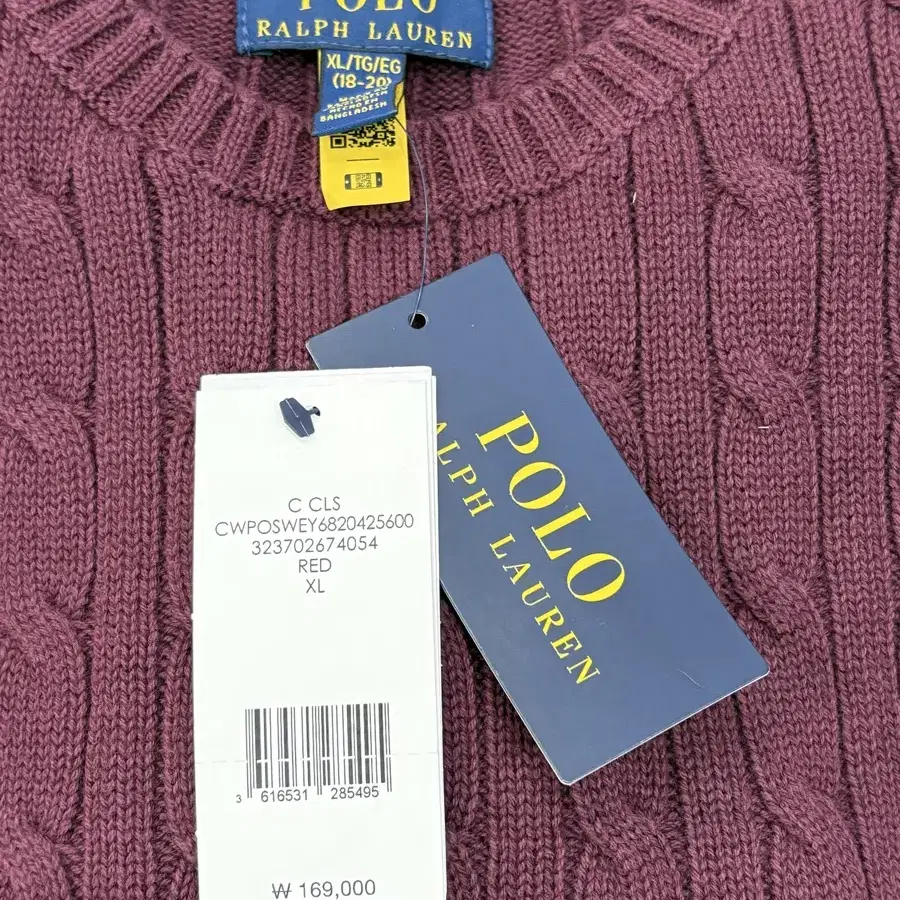 POLO
RALPH LAUREN
XL/TG/EG
(18-20)
BANGLADESH
POLO
RALPH LAUREN
C CLS
CWPOSWEY6820425600
323702674054
RED
XL
3 616531 285495
₩ 169,000